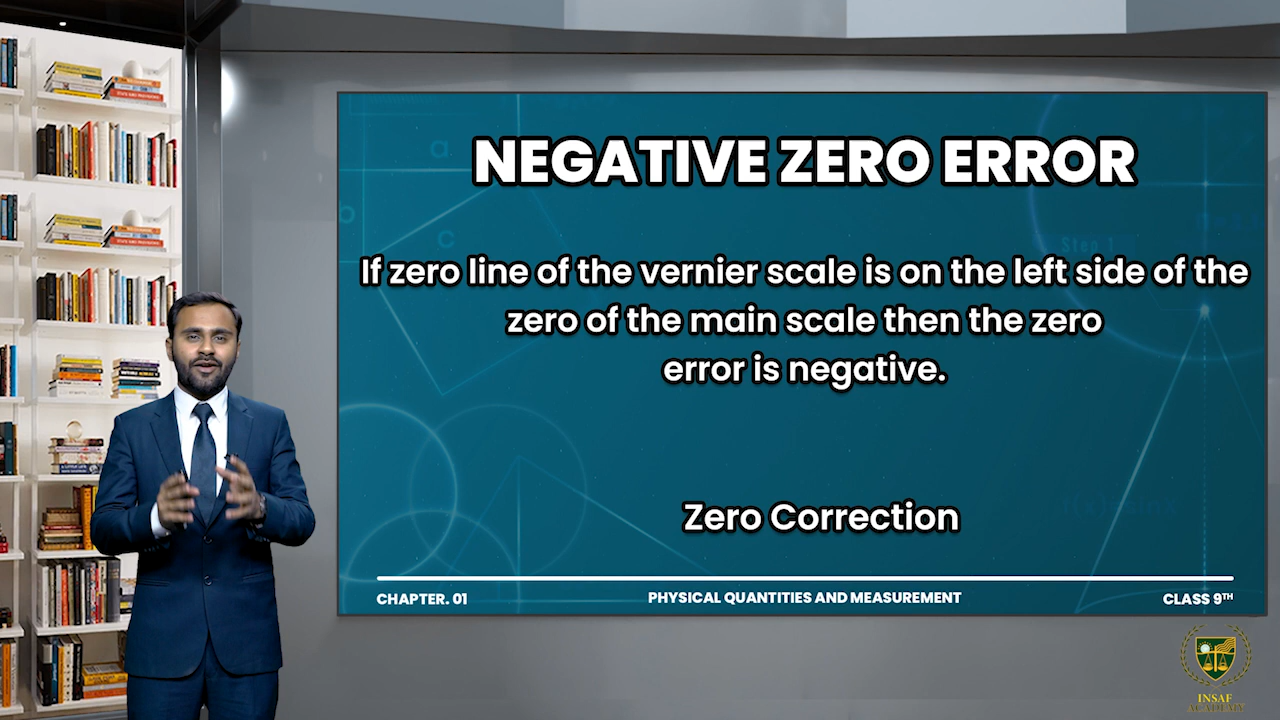 NEGATIVE ZERO ERROR
If zero line of the vernier scale is on the left side of the
zero of the main scale then the zero
error is negative.
Zero Correction
CHAPTER. 01
PHYSICAL QUANTITIES AND MEASUREMENT
CLASS 9TH
INSAF
ACADEMY
a
b
c
Step 1